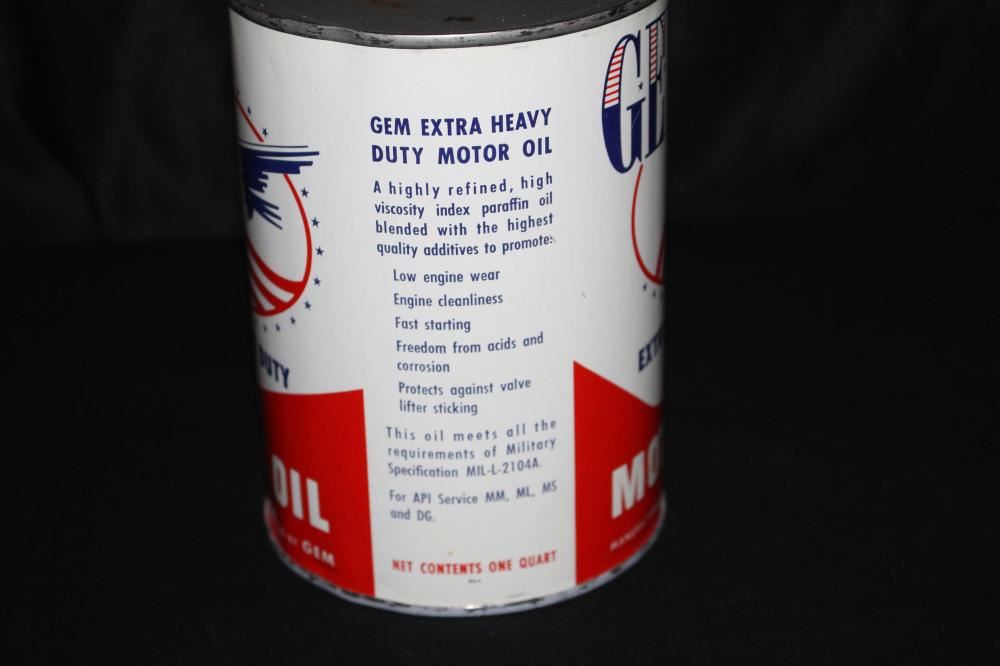 GEM EXTRA HEAVY
DUTY MOTOR OIL
A highly refined, high
viscosity index paraffin oil
blended with the highest
quality additives to promote:
Low engine wear
Engine cleanliness
Fast starting
Freedom from acids and
corrosion
Protects against valve
lifter sticking
This oil meets all the
requirements of Military
Specification MIL-L-2104A.
For API Service MM, ML, MS
and DG.
NET CONTENTS ONE QUART
DUTY
OIL
BY GEM
GE
EXT
MO